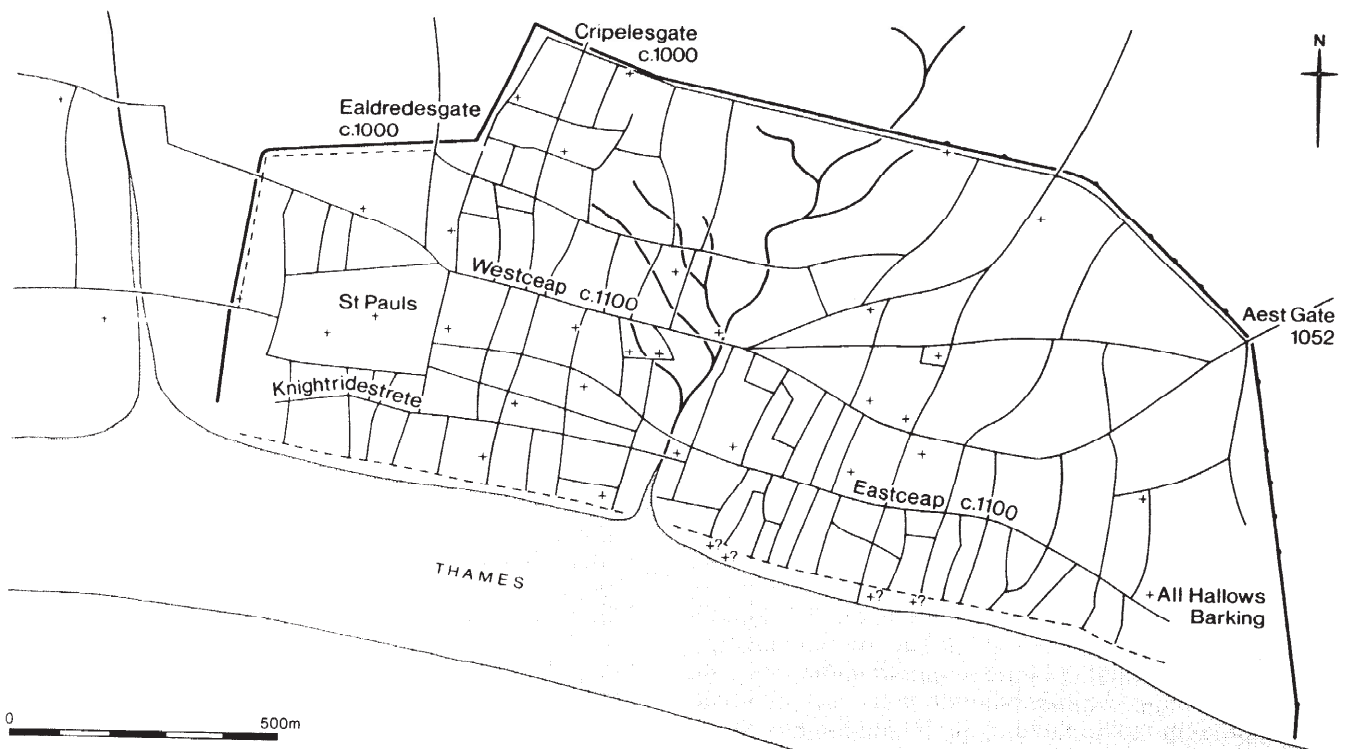 Cripelesgate
c.1000
N
Ealdredesgate
c.1000
Westceap c.1100
St Pauls
Aest Gate
1052
Knightridestrete
Eastceap c.1100
+?
+?
THAMES
+?
+?
+All Hallows
Barking
0
500m